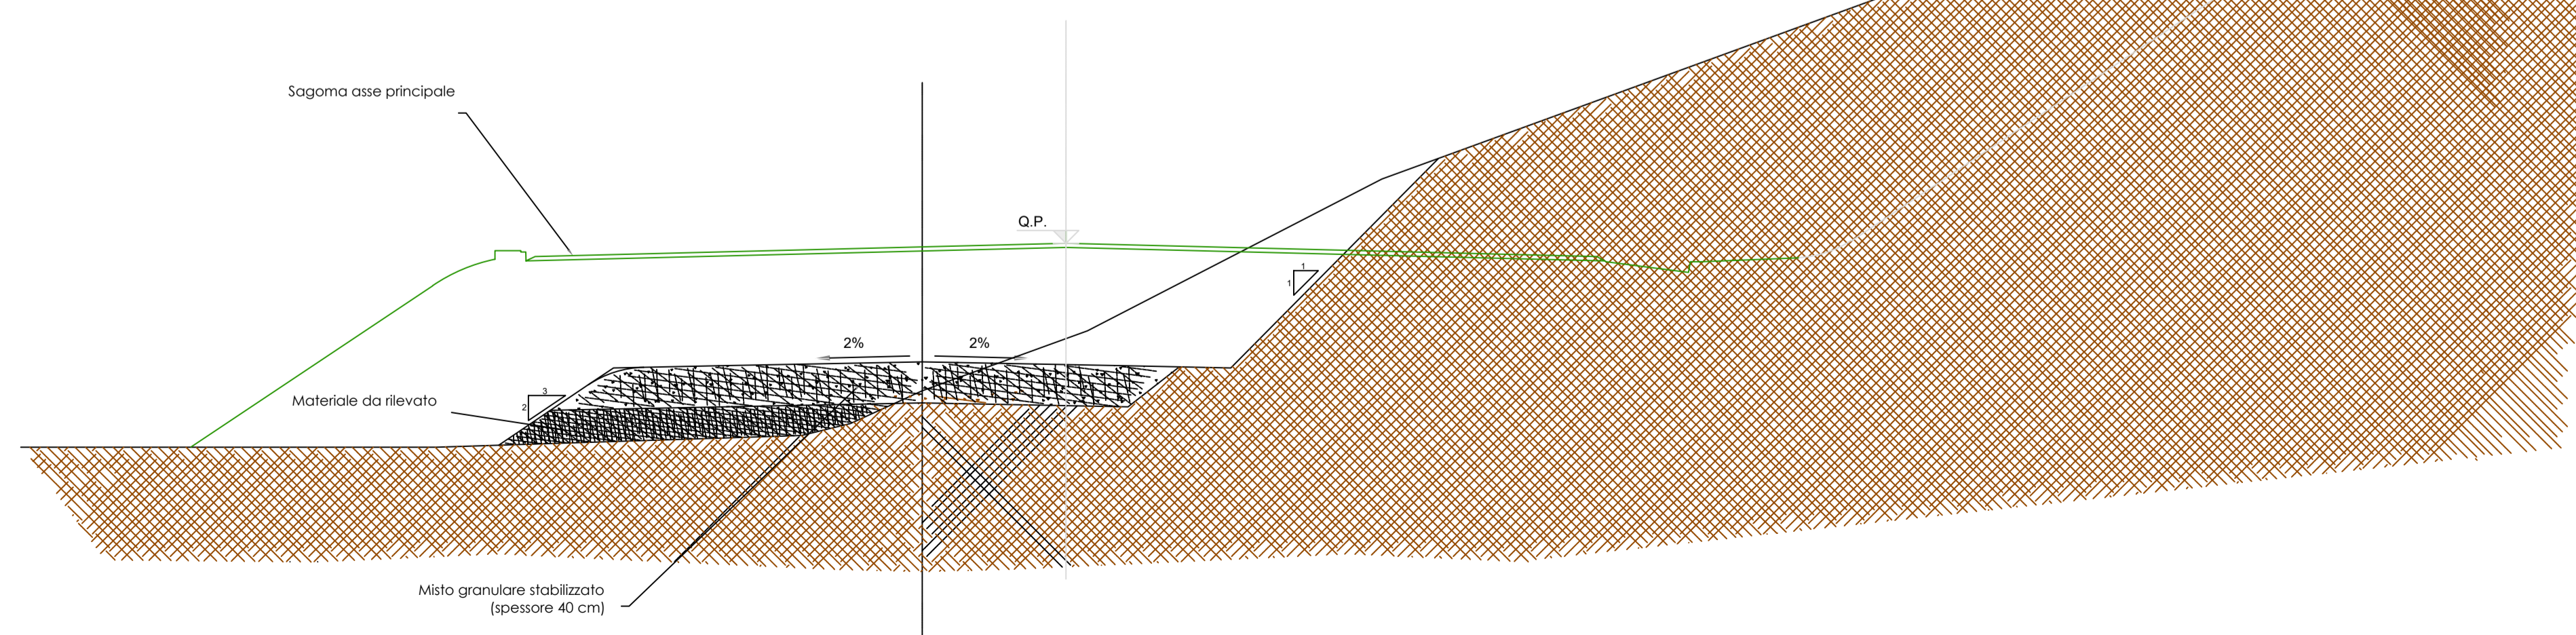 Sagoma asse principale
Q.P.
1
1
2%
2%
3
2
Materiale da rilevato
Misto granulare stabilizzato
(spessore 40 cm)